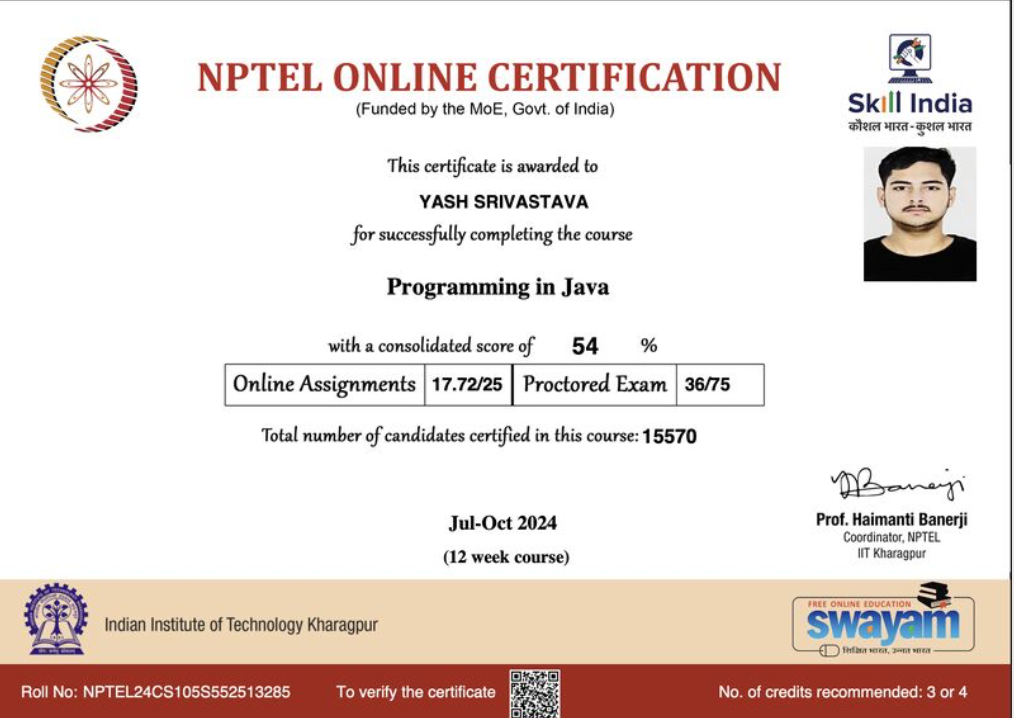 NPTEL ONLINE CERTIFICATION
(Funded by the MoE, Govt. of India)
Skill India
कौशल भारत - कुशल भारत
This certificate is awarded to
YASH SRIVASTAVA
for successfully completing the course
Programming in Java
with a consolidated score of 54 %
Online Assignments 17.72/25 Proctored Exam 36/75
Total number of candidates certified in this course: 15570
Jul-Oct 2024
(12 week course)
Prof. Haimanti Banerji
Coordinator, NPTEL
IIT Kharagpur
Indian Institute of Technology Kharagpur
FREE ONLINE EDUCATION
swayam
शिक्षित भारत, उन्नत भारत
Roll No: NPTEL24CS105S552513285 To verify the certificate No. of credits recommended: 3 or 4